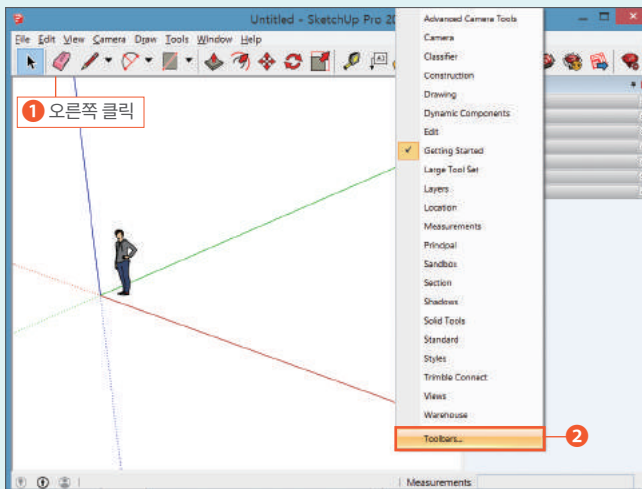 Untitled - SketchUp Pro 20
File Edit View Camera Draw Tools Window Help
A1
1 오른쪽 클릭
Advanced Camera Tools
Camera
Classifier
Construction
Drawing
Dynamic Components
Edit
✓ Getting Started
Large Tool Set
Layers
Location
Measurements
Principal
Sandbox
Section
Shadows
Solid Tools
Standard
Styles
Trimble Connect
Views
Warehouse
Toolbars...
2
Measurements